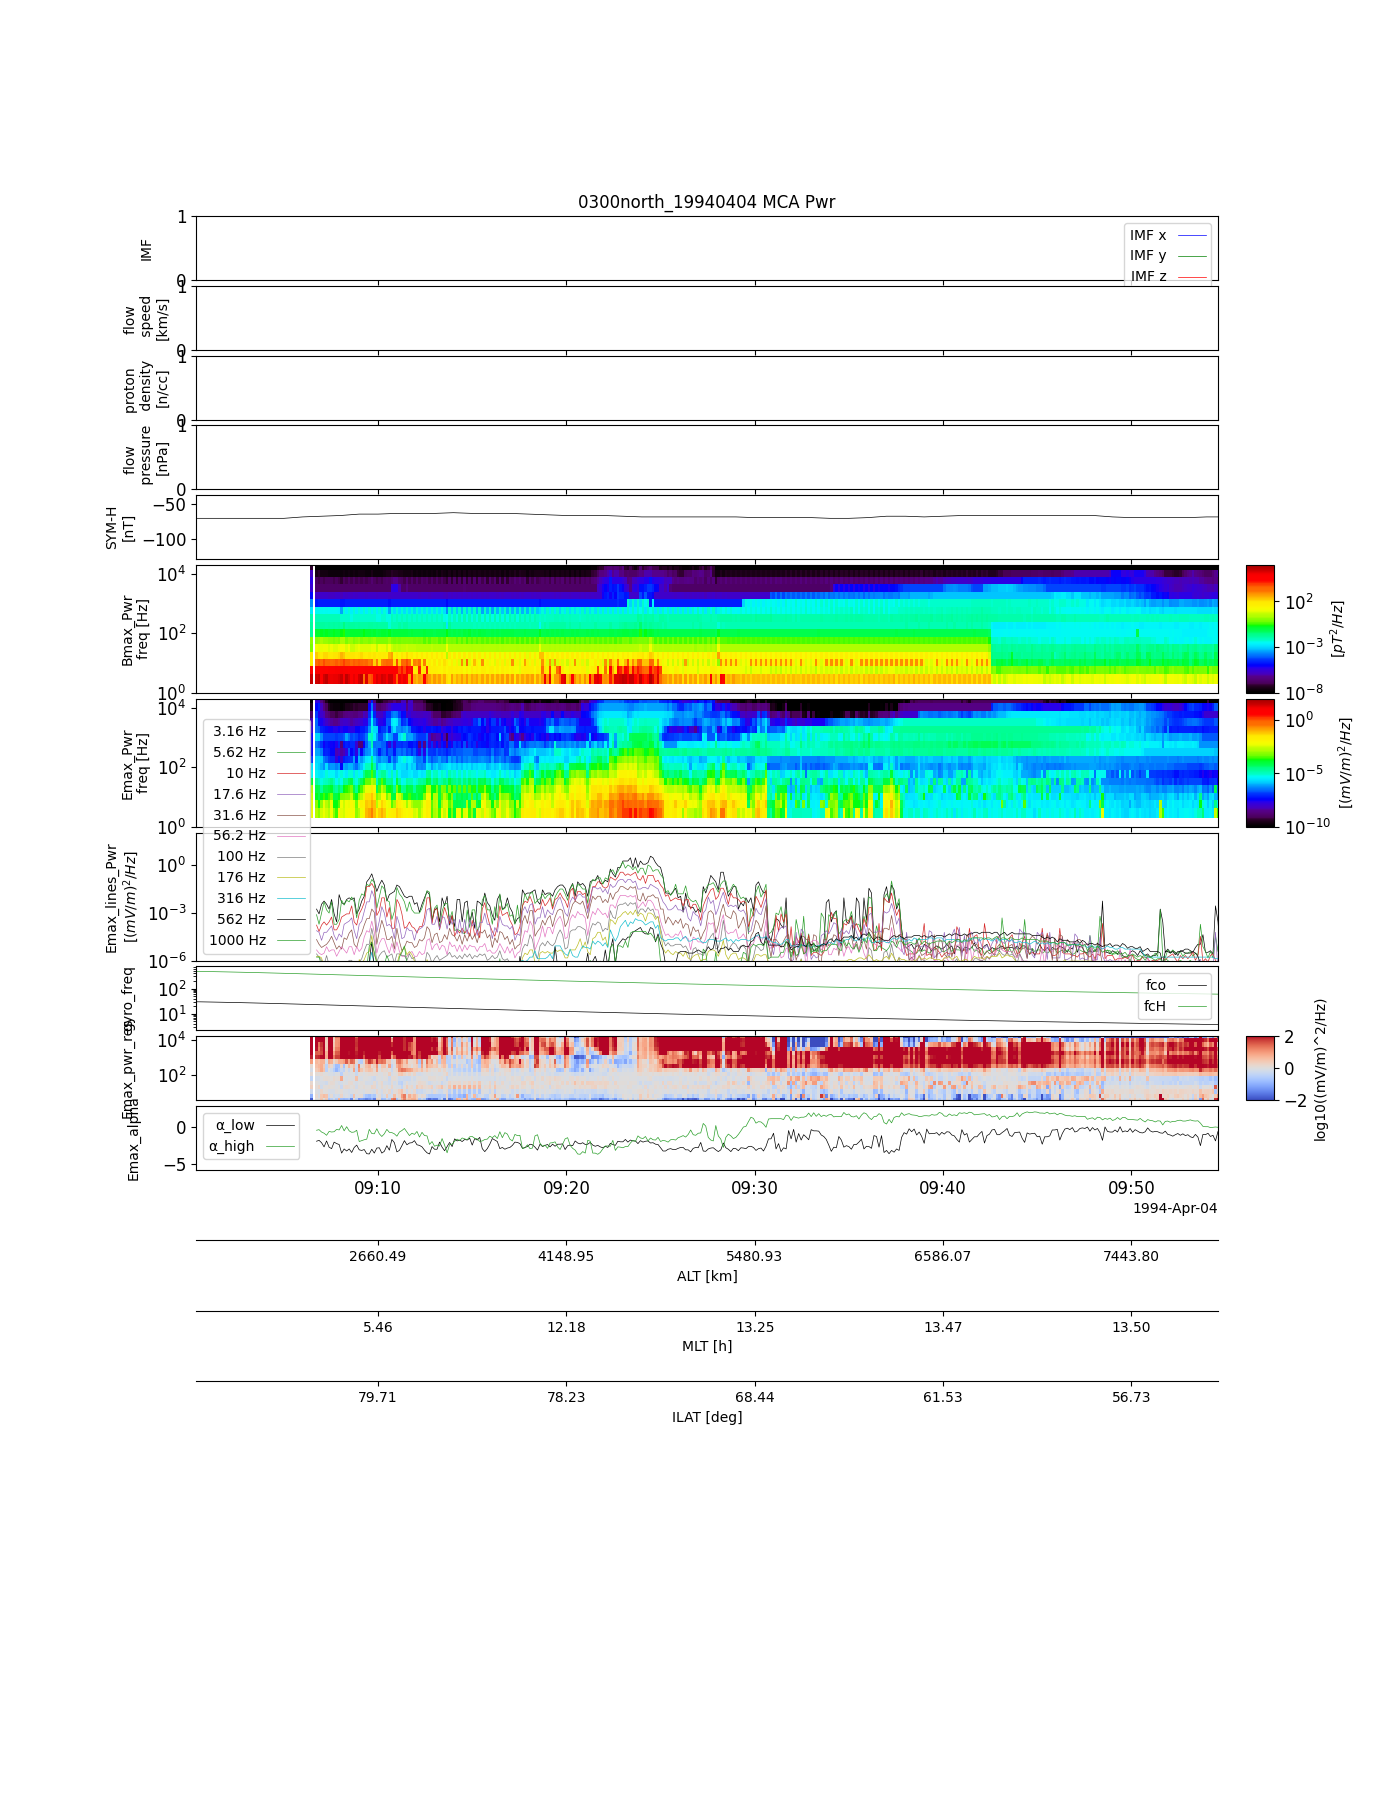 0300north_19940404 MCA Pwr
1
0
IMF
IMF x
IMF y
IMF z
1
0
flow
speed
[km/s]
1
0
proton
density
[n/cc]
1
0
flow
pressure
[nPa]
−50
−100
SYM-H
[nT]
10^4
10^2
10^0
Bmax_Pwr
freq [Hz]
10^2
10^−3
10^−8
[pT^2/Hz]
10^4
10^2
10^0
Emax_Pwr
freq [Hz]
10^0
10^−5
10^−10
[(mV/m)^2/Hz]
3.16 Hz
5.62 Hz
10 Hz
17.6 Hz
31.6 Hz
56.2 Hz
100 Hz
176 Hz
316 Hz
562 Hz
1000 Hz
10^0
10^−3
10^−6
Emax_lines_Pwr
[(mV/m)^2/Hz]
10^2
10^1
gyro_freq
fco
fcH
10^4
10^2
Emax_pwr_reg
2
0
−2
log10((mV/m)^2/Hz)
0
−5
Emax_alpha
α_low
α_high
09:10 09:20 09:30 09:40 09:50
1994-Apr-04
2660.49 4148.95 5480.93 6586.07 7443.80
ALT [km]
5.46 12.18 13.25 13.47 13.50
MLT [h]
79.71 78.23 68.44 61.53 56.73
ILAT [deg]